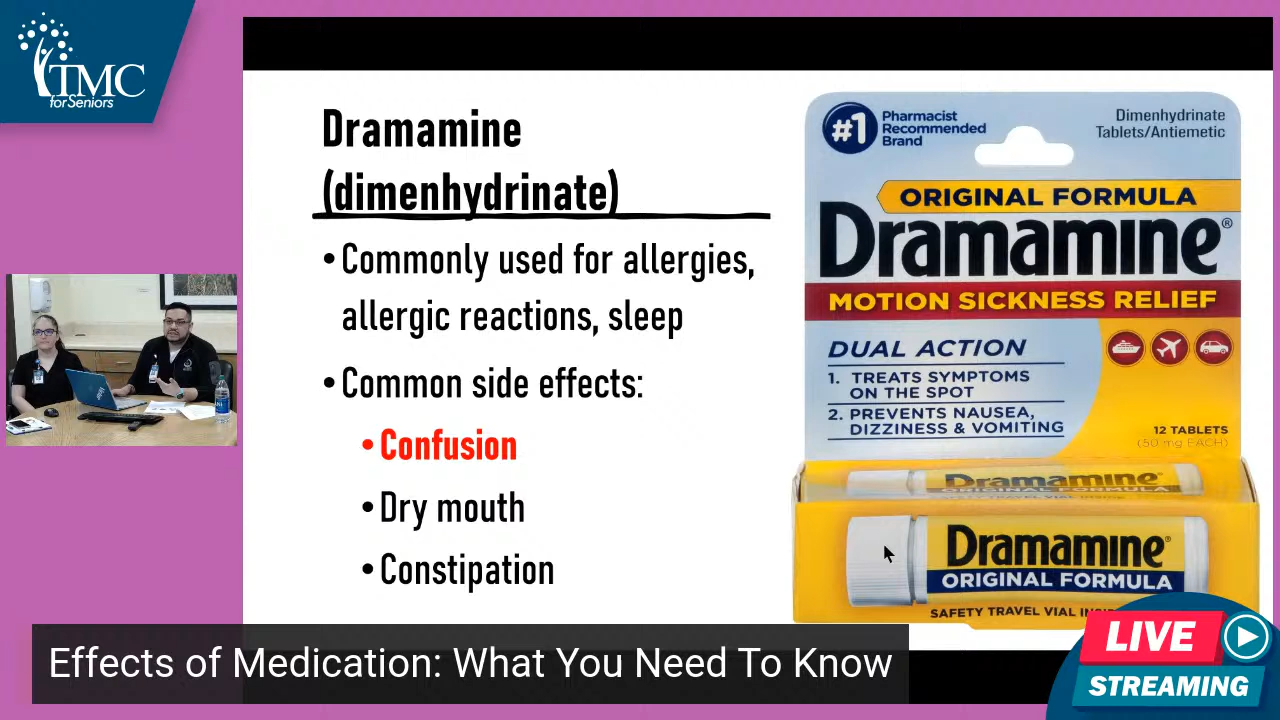 TMC
for Seniors
Dramamine
(dimenhydrinate)
• Commonly used for allergies,
allergic reactions, sleep
• Common side effects:
• Confusion
• Dry mouth
• Constipation
#1 Pharmacist
Recommended
Brand
Dimenhydrinate
Tablets/Antiemetic
ORIGINAL FORMULA
Dramamine®
MOTION SICKNESS RELIEF
DUAL ACTION
1. TREATS SYMPTOMS
ON THE SPOT
2. PREVENTS NAUSEA,
DIZZINESS & VOMITING
12 TABLETS
(50 mg EACH)
Dramamine
ORIGINAL FORMULA
Dramamine®
ORIGINAL FORMULA
SAFETY TRAVEL VIAL
Effects of Medication: What You Need To Know
LIVE
STREAMING